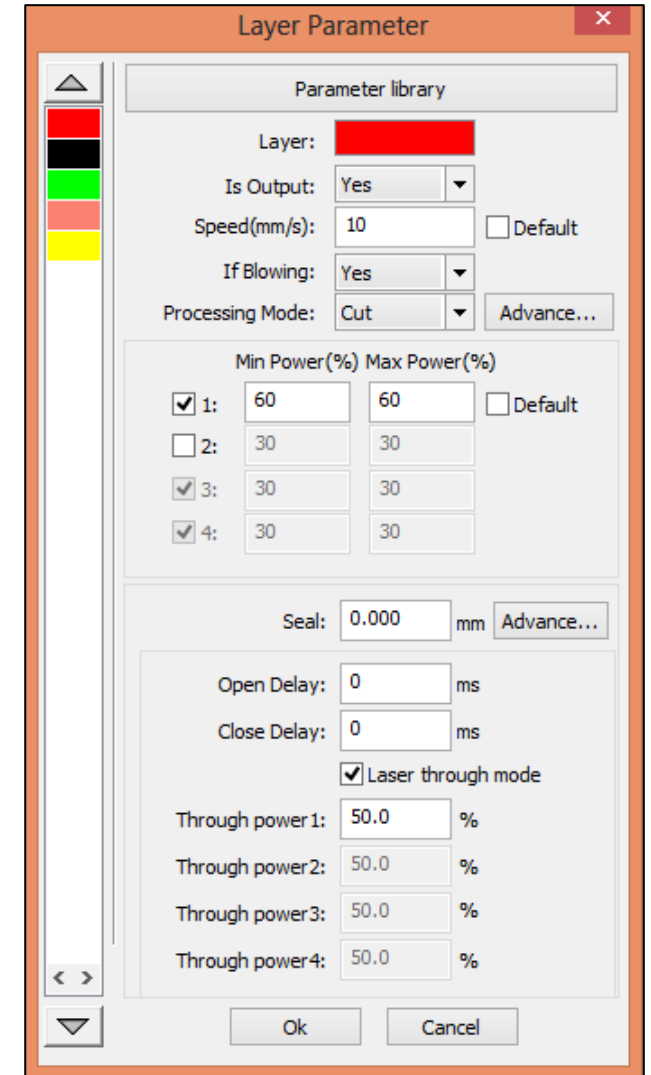 Layer Parameter
Parameter library
Layer:
Is Output: Yes
Speed(mm/s): 10 Default
If Blowing: Yes
Processing Mode: Cut Advance...
Min Power(%) Max Power(%)
1: 60 60 Default
2: 30 30
3: 30 30
4: 30 30
Seal: 0.000 mm Advance...
Open Delay: 0 ms
Close Delay: 0 ms
Laser through mode
Through power1: 50.0 %
Through power2: 50.0 %
Through power3: 50.0 %
Through power4: 50.0 %
Ok Cancel